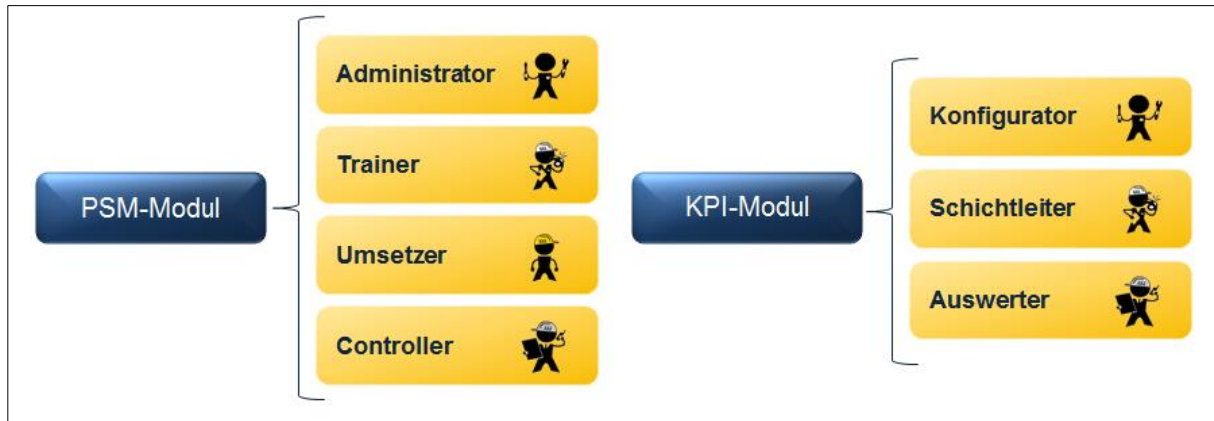 PSM-Modul
Administrator
Trainer
Umsetzer
Controller
KPI-Modul
Konfigurator
Schichtleiter
Auswerter